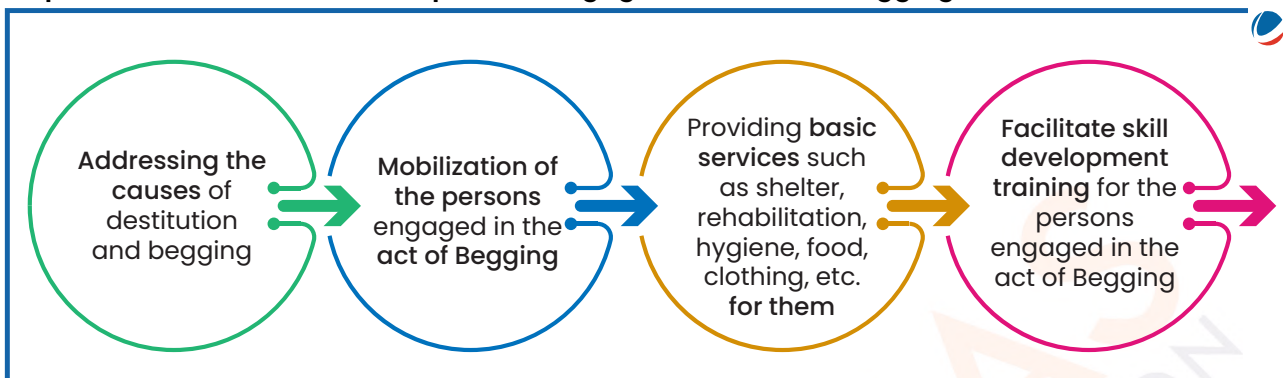 Addressing the
causes of
destitution
and begging
Mobilization of
the persons
engaged in the
act of Begging
Providing basic
services such
as shelter,
rehabilitation,
hygiene, food,
clothing, etc.
for them
Facilitate skill
development
training for the
persons
engaged in the
act of Begging